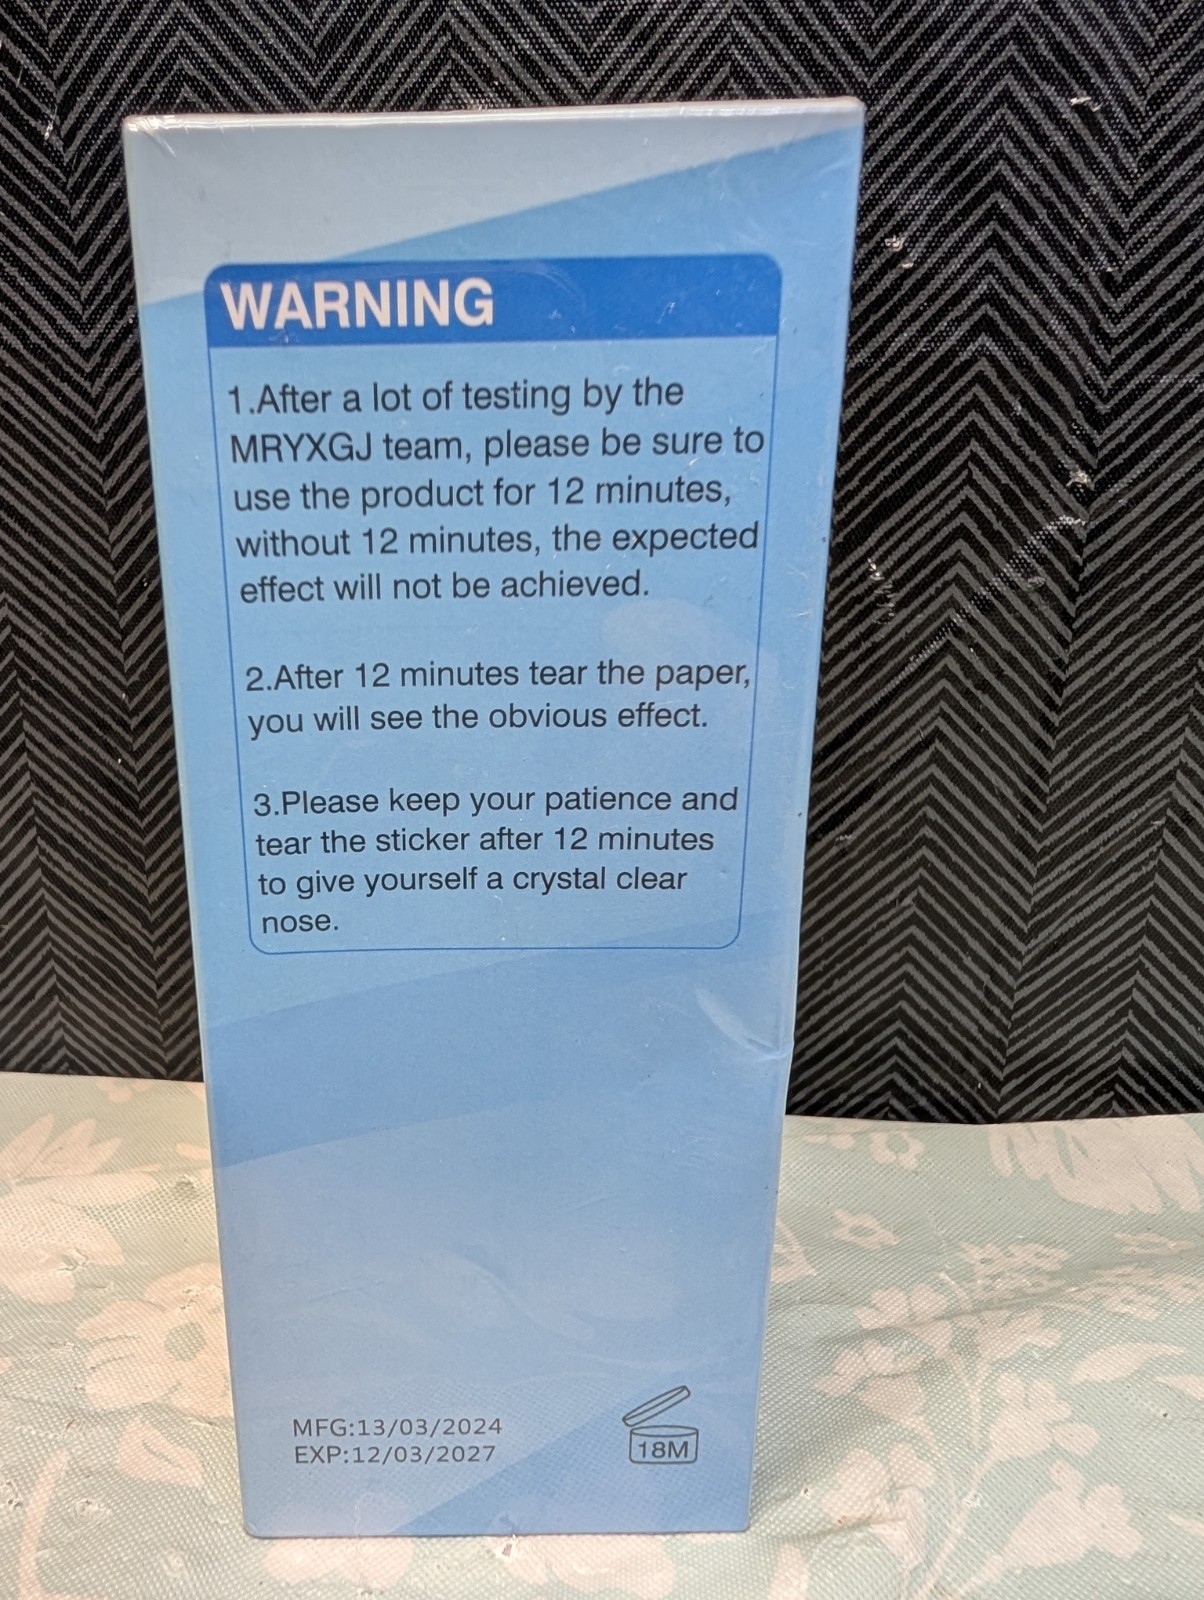 WARNING
1.After a lot of testing by the
MRYXGJ team, please be sure to
use the product for 12 minutes,
without 12 minutes, the expected
effect will not be achieved.
2.After 12 minutes tear the paper,
you will see the obvious effect.
3.Please keep your patience and
tear the sticker after 12 minutes
to give yourself a crystal clear
nose.
MFG:13/03/2024
EXP:12/03/2027
18M